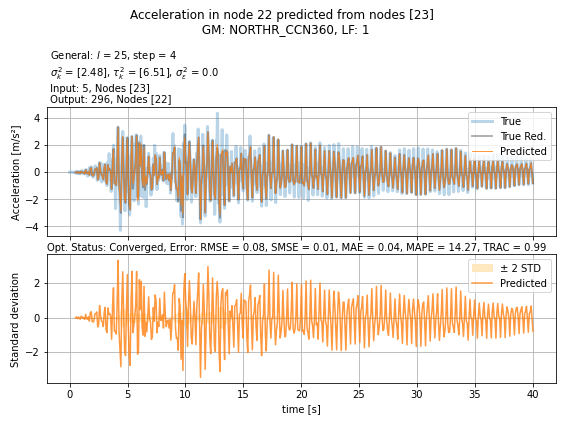 Acceleration in node 22 predicted from nodes [23]
GM: NORTHR_CCN360, LF: 1
General: l = 25, step = 4
σ²ₖ = [2.48], τ²ₖ = [6.51], σ²ε = 0.0
Input: 5, Nodes [23]
Output: 296, Nodes [22]
Acceleration [m/s²]
4
2
0
−2
−4
True
True Red.
Predicted
Opt. Status: Converged, Error: RMSE = 0.08, SMSE = 0.01, MAE = 0.04, MAPE = 14.27, TRAC = 0.99
Standard deviation
2
0
−2
± 2 STD
Predicted
0 5 10 15 20 25 30 35 40
time [s]